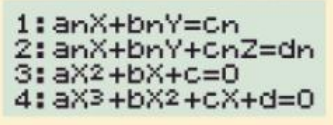 1:anX+bnY=cn
2:anX+bnY+cnZ=dn
3:aX2+bX+c=0
4:aX3+bX2+cX+d=0